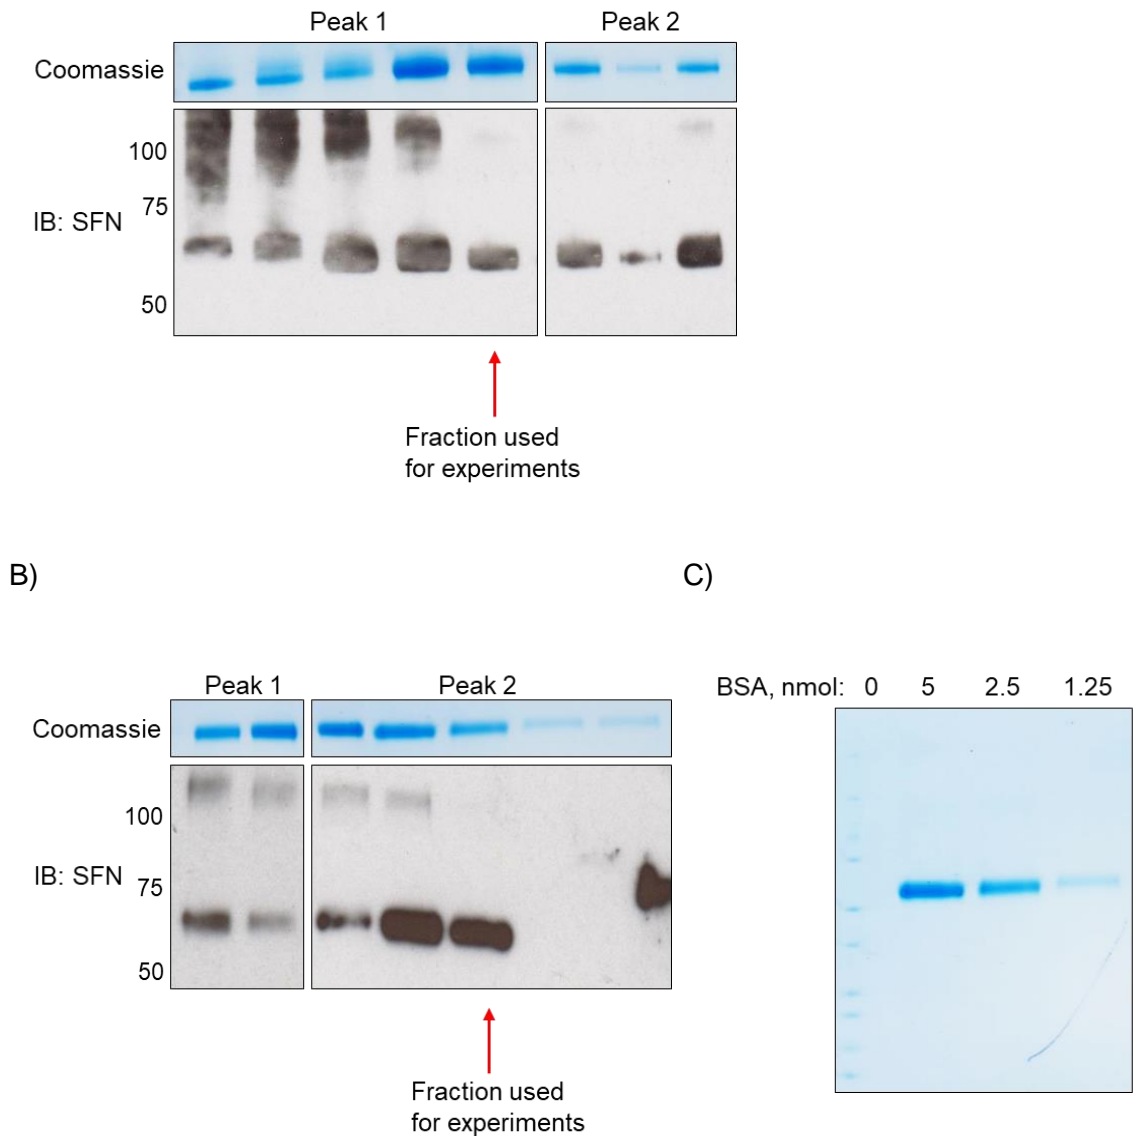 Peak 1 Peak 2
Coomassie
100
75
IB: SFN
50
Fraction used
for experiments
B) C)
Peak 1 Peak 2
BSA, nmol: 0 5 2.5 1.25
Coomassie
100
IB: SFN
75
50
Fraction used
for experiments